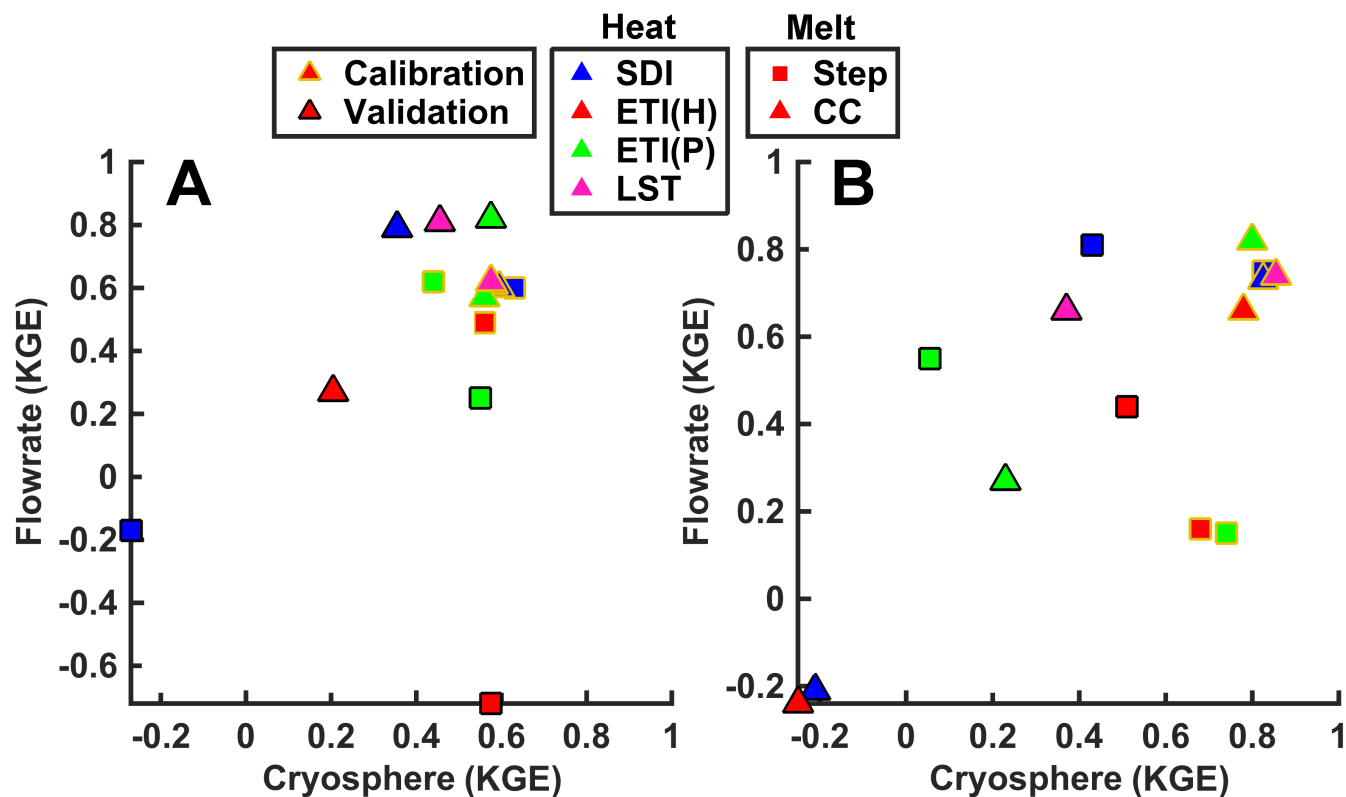 Heat Melt
Calibration SDI Step
Validation ETI(H) CC
ETI(P)
LST
A
1
0.8
0.6
0.4
0.2
0
-0.2
-0.4
-0.6
Flowrate (KGE)
-0.2 0 0.2 0.4 0.6 0.8 1
Cryosphere (KGE)
B
1
0.8
0.6
0.4
0.2
0
-0.2
Flowrate (KGE)
-0.2 0 0.2 0.4 0.6 0.8 1
Cryosphere (KGE)